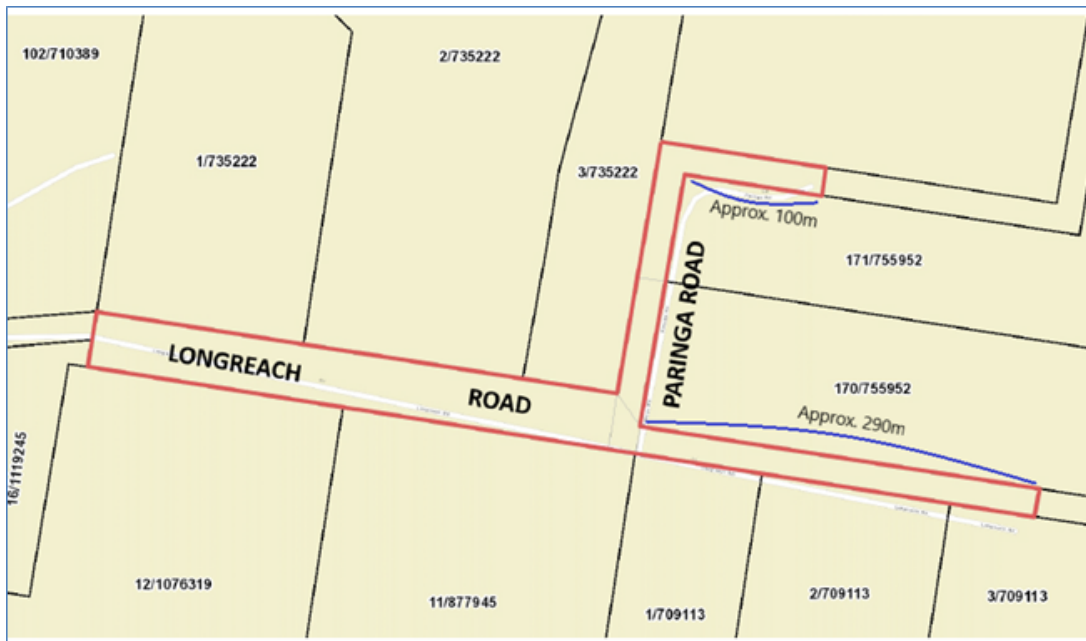 102/710389
2/735222
1/735222
3/735222
Approx. 100m
171/755952
PARINGA ROAD
LONGREACH
ROAD
170/755952
Approx. 290m
16/1119245
12/1076319
11/877945
1/709113
2/709113
3/709113